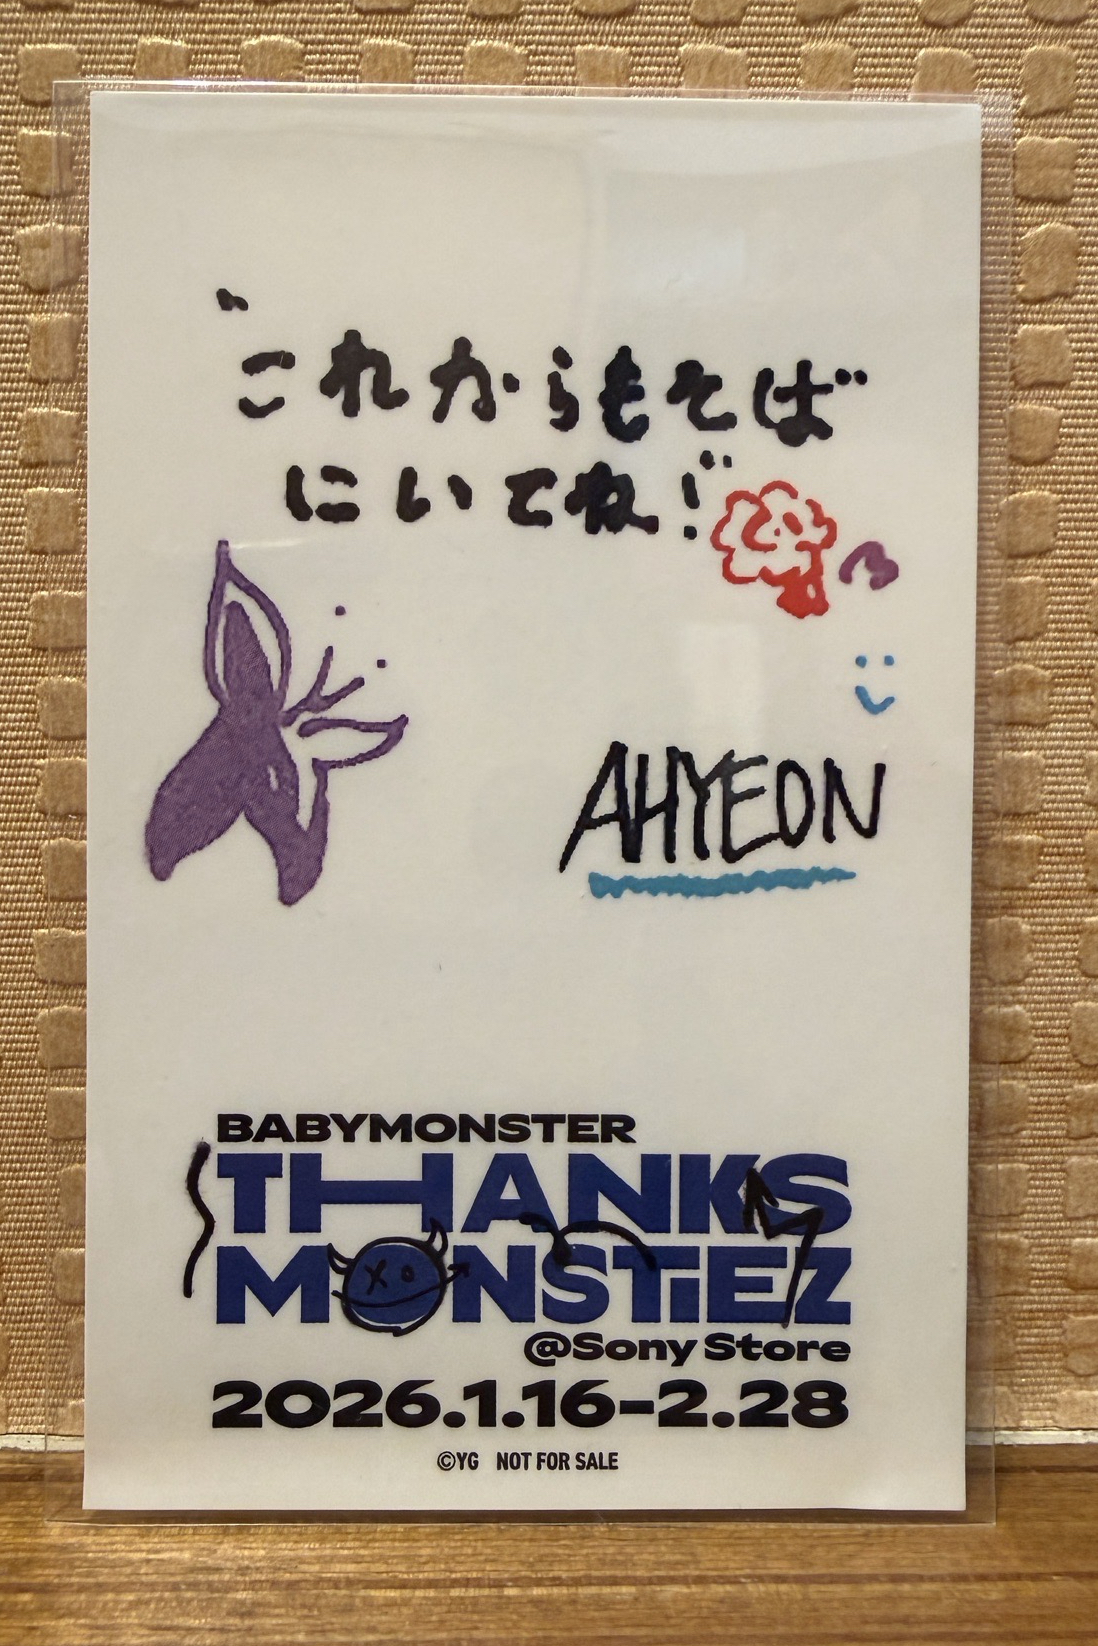 "これからもそば
にいてね!"
AHYEON
BABYMONSTER
THANKS
MONSTIEZ
@Sony Store
2026.1.16-2.28
©YG NOT FOR SALE